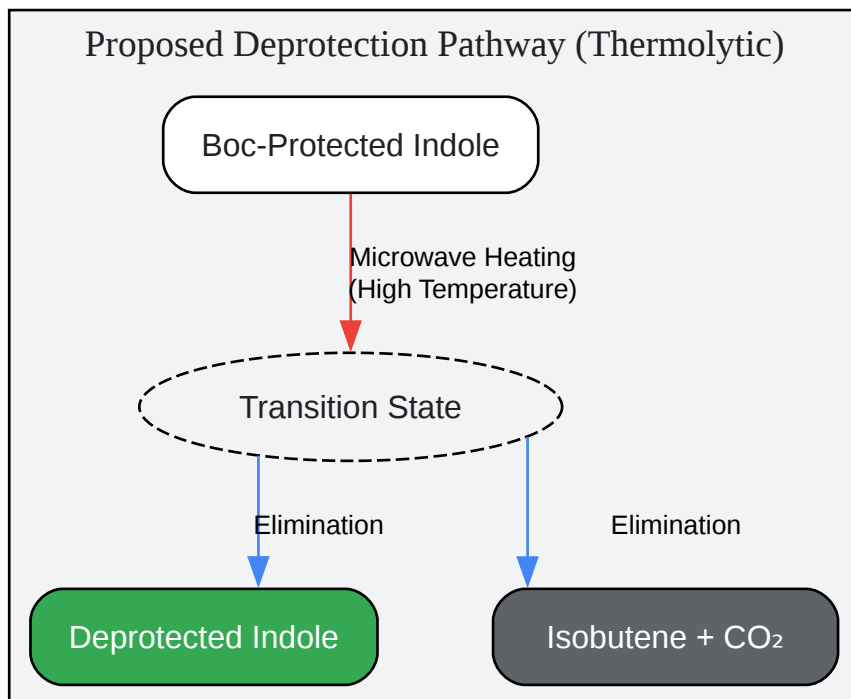 Proposed Deprotection Pathway (Thermolytic)
Boc-Protected Indole
Microwave Heating
(High Temperature)
Transition State
Elimination
Elimination
Deprotected Indole
Isobutene + CO₂